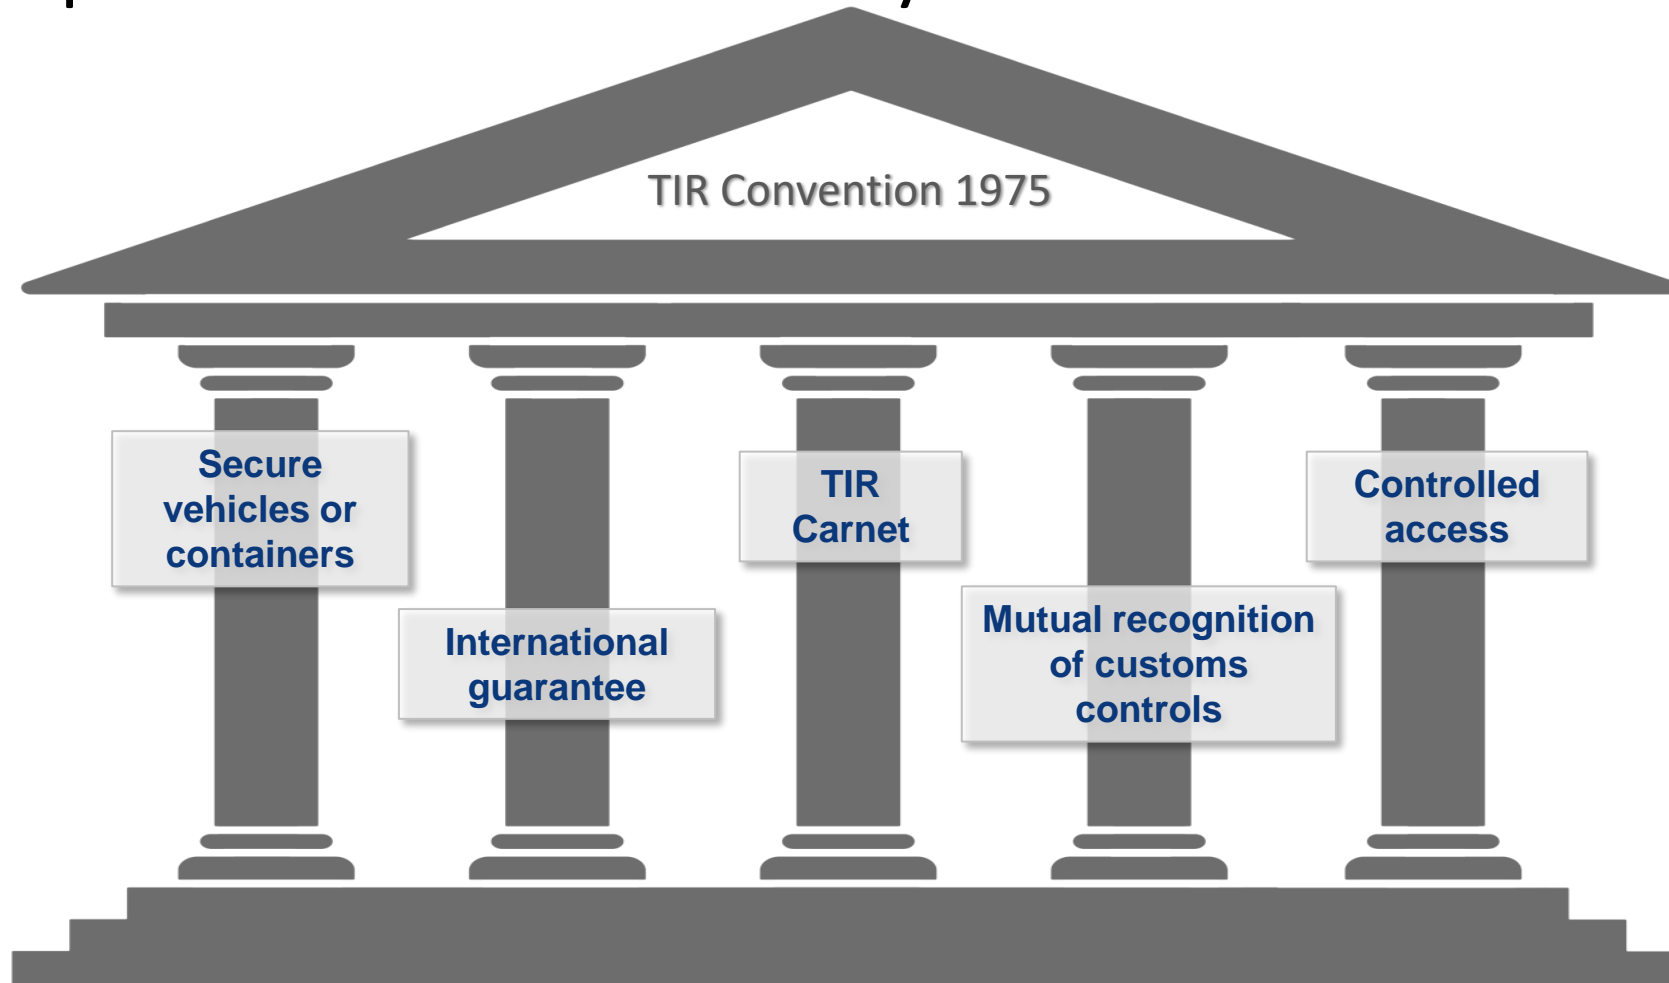 TIR Convention 1975
Secure
vehicles or
containers
International
guarantee
TIR
Carnet
Mutual recognition
of customs
controls
Controlled
access